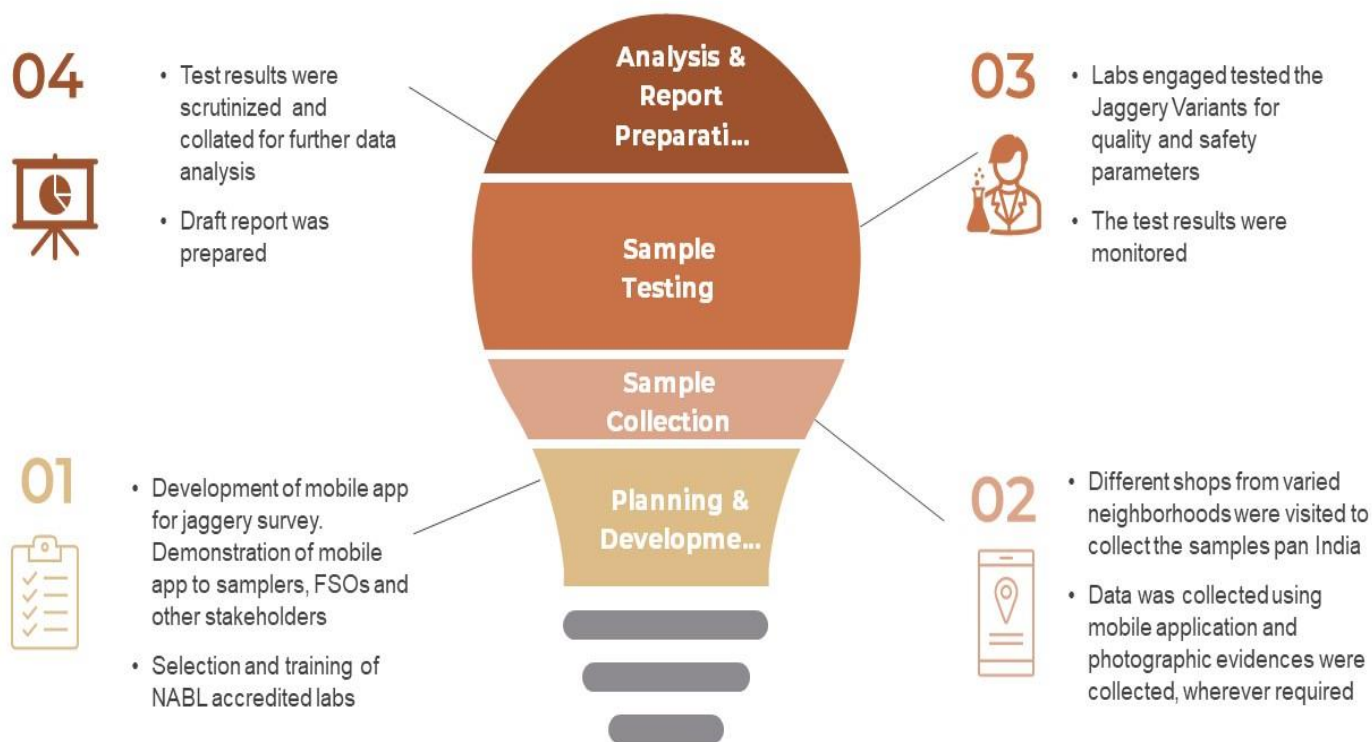 04
• Test results were
scrutinized and
collated for further data
analysis
• Draft report was
prepared
Analysis &
Report
Preparati...
03
• Labs engaged tested the
Jaggery Variants for
quality and safety
parameters
• The test results were
monitored
Sample
Testing
Sample
Collection
01
• Development of mobile app
for jaggery survey.
Demonstration of mobile
app to samplers, FSOs and
other stakeholders
• Selection and training of
NABL accredited labs
Planning &
Developme...
02
• Different shops from varied
neighborhoods were visited to
collect the samples pan India
• Data was collected using
mobile application and
photographic evidences were
collected, wherever required